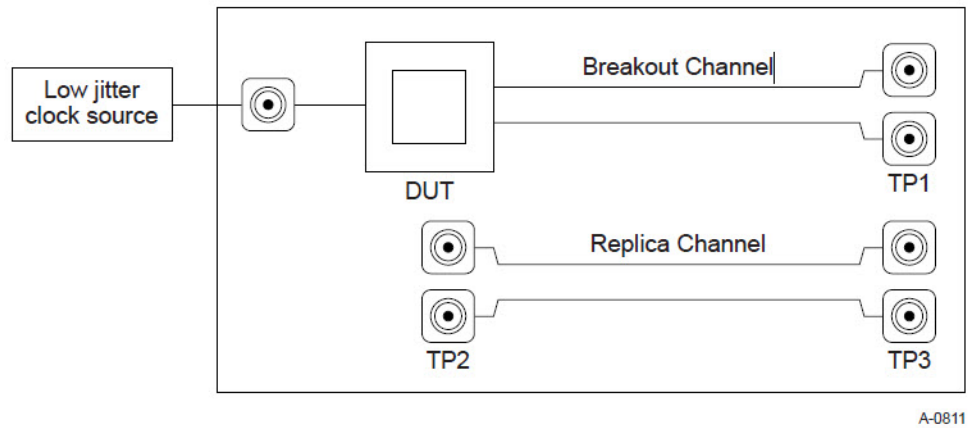 Low jitter
clock source
Breakout Channel
DUT
TP1
Replica Channel
TP2
TP3
A-0811